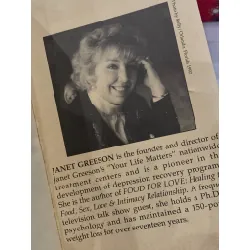 JANET GREESON is the founder and director of
Janet Greeson's "Your Life Matters" nationwide
treatment centers and is a pioneer in the
development of depression recovery program
She is the author of FOOD FOR LOVE: Healing
Food, Sex, Love & Intimacy Relationship. A freque
television talk show guest, she holds a Ph.D.
psychology and has maintained a 150-po
weight loss for over seventeen years.